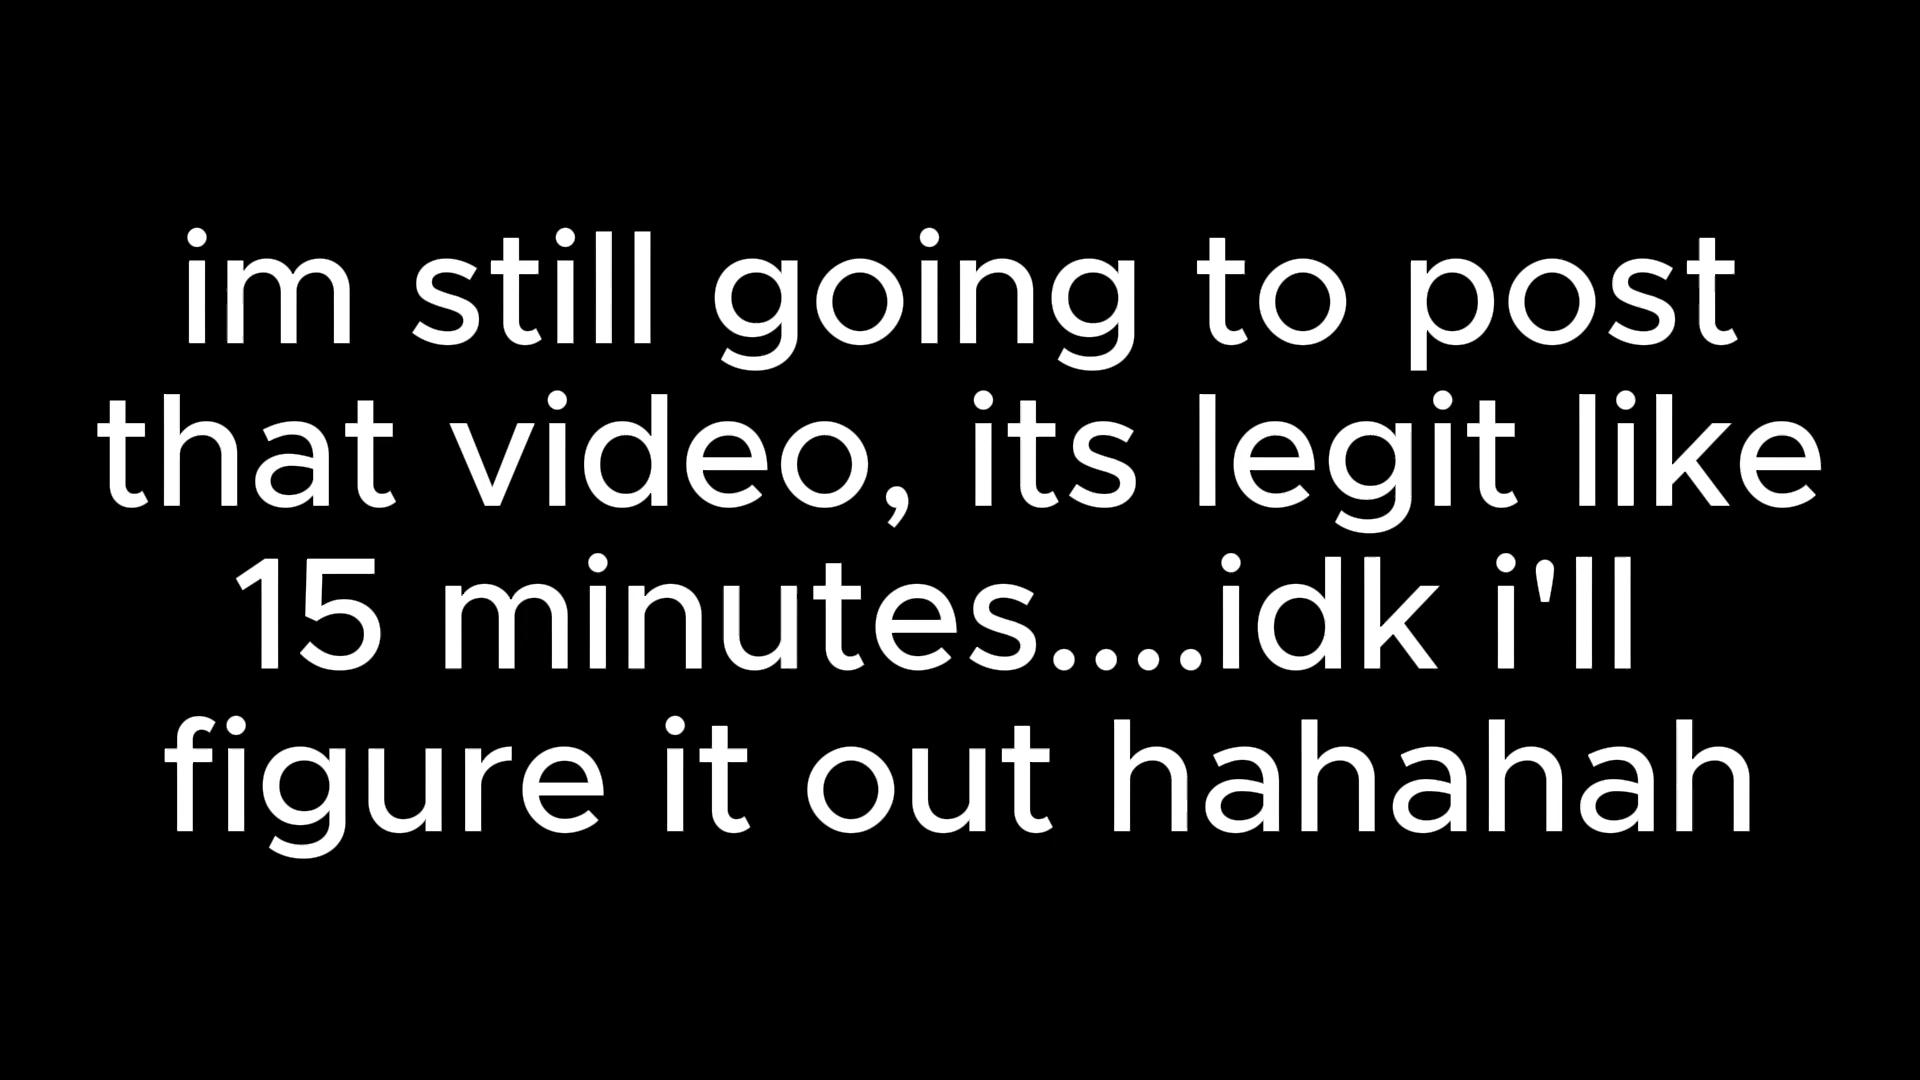 im still going to post
that video, its legit like
15 minutes....idk i'll
figure it out hahahah